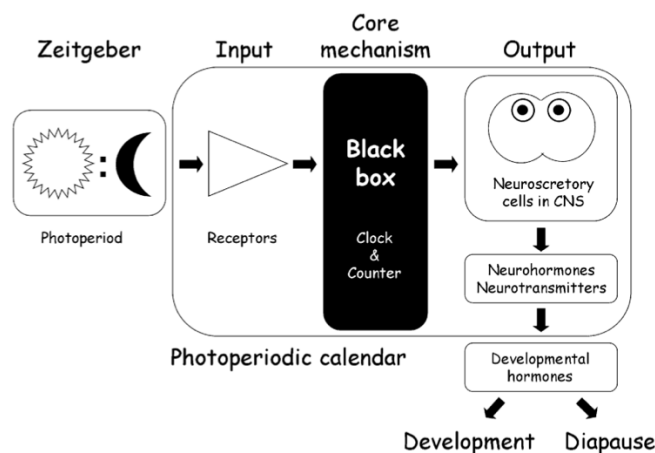 Zeitgeber
Input
Core
mechanism
Output
Photoperiod
Receptors
Black
box
Clock
&
Counter
Neuroscretory
cells in CNS
Neurohormones
Neurotransmitters
Photoperiodic calendar
Developmental
hormones
Development
Diapause